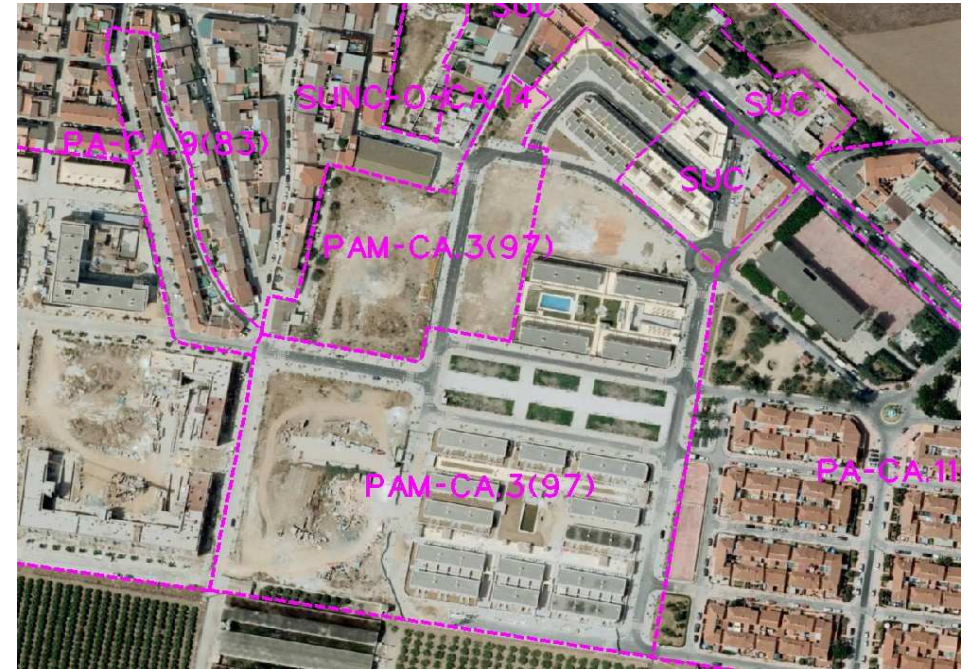 SUC
SUNC-O-CA.14
SUC
PA-CA.9(83)
SUC
PAM-CA.3(97)
PA-CA.11
PAM-CA.3(97)